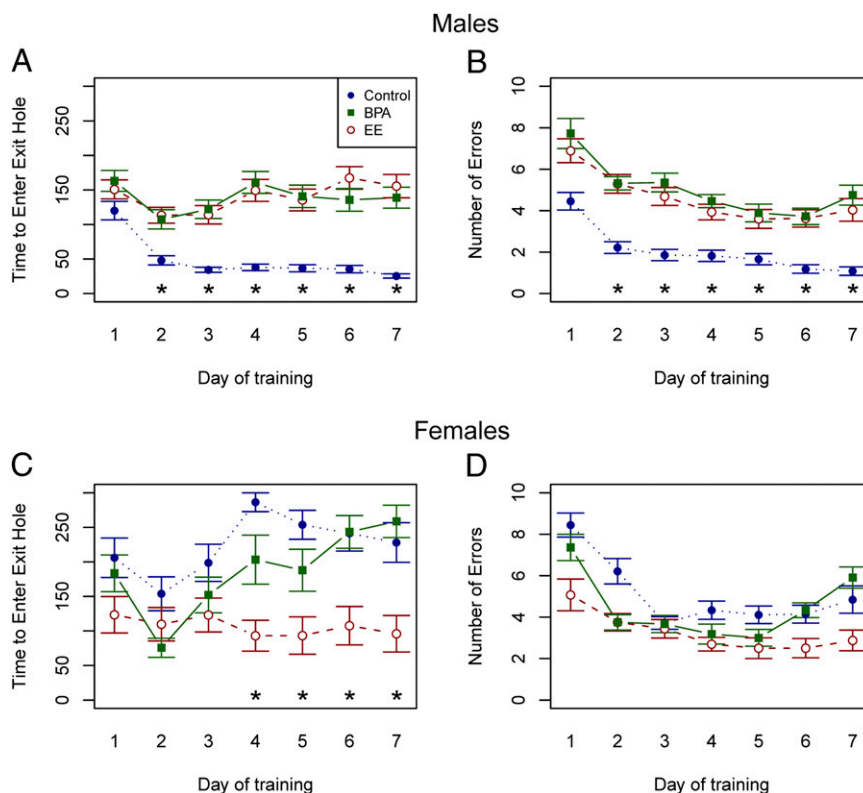 Males
A
Time to Enter Exit Hole
0 50 150 250
Control
BPA
EE
* * * * * *
1 2 3 4 5 6 7
Day of training
B
Number of Errors
0 2 4 6 8 10
* * * * * *
1 2 3 4 5 6 7
Day of training
Females
C
Time to Enter Exit Hole
0 50 150 250
* * * *
1 2 3 4 5 6 7
Day of training
D
Number of Errors
0 2 4 6 8 10
1 2 3 4 5 6 7
Day of training